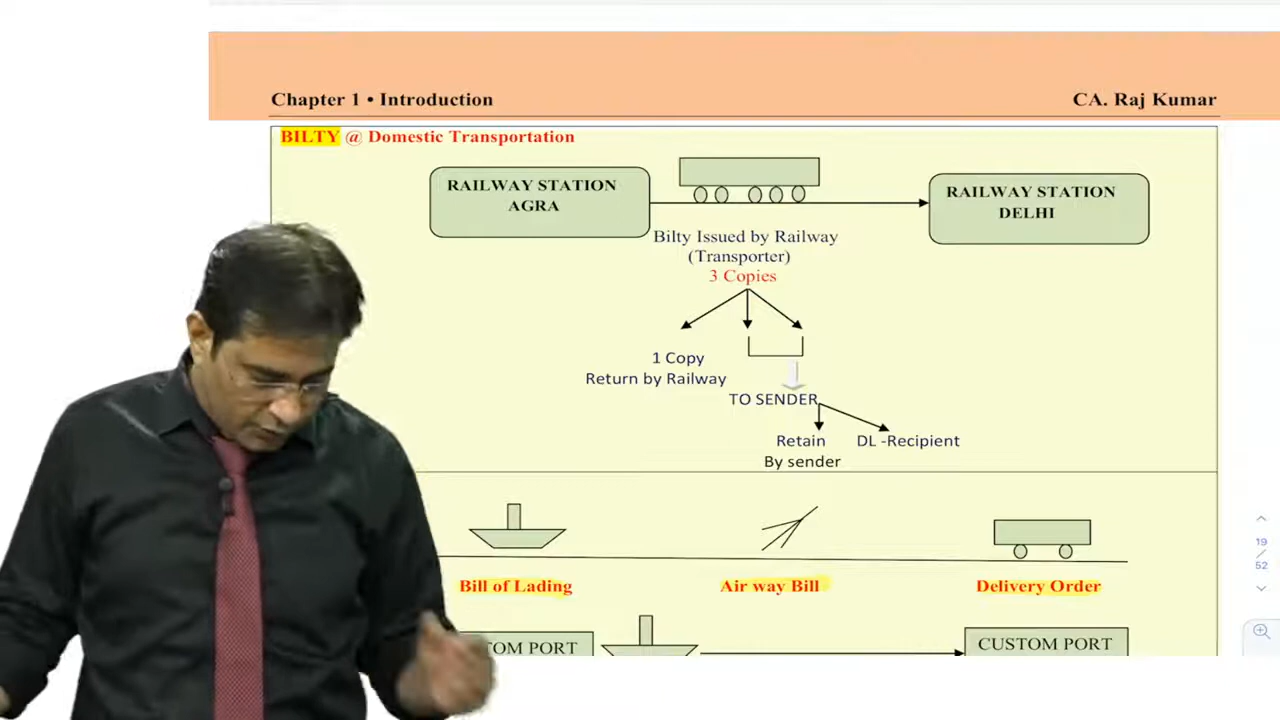 Chapter 1 • Introduction
CA. Raj Kumar
BILTY @ Domestic Transportation
RAILWAY STATION
AGRA
RAILWAY STATION
DELHI
Bilty Issued by Railway
(Transporter)
3 Copies
1 Copy
Return by Railway
TO SENDER
Retain
By sender
DL -Recipient
Bill of Lading
Air way Bill
Delivery Order
TOM PORT
CUSTOM PORT
19
/
52